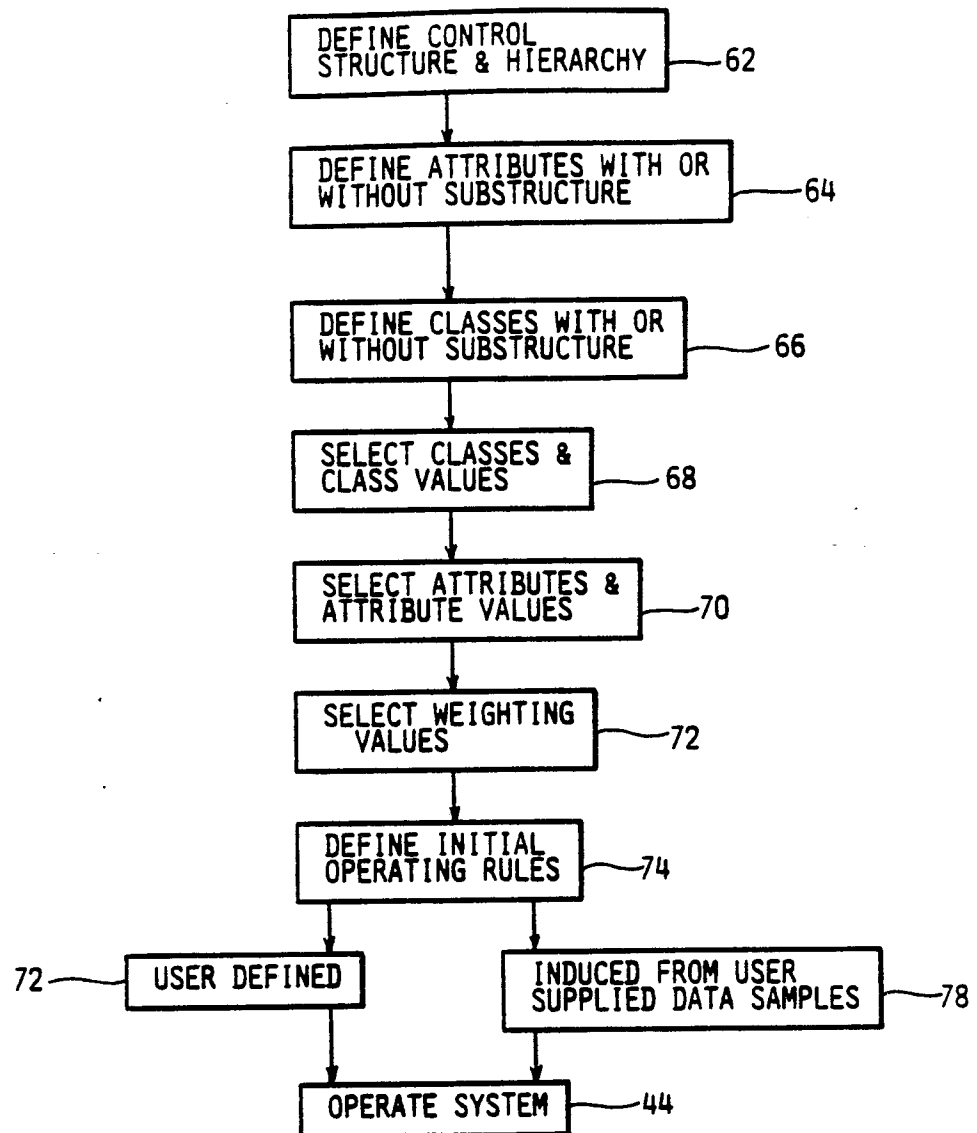 DEFINE CONTROL
STRUCTURE & HIERARCHY
62
DEFINE ATTRIBUTES WITH OR
WITHOUT SUBSTRUCTURE
64
DEFINE CLASSES WITH OR
WITHOUT SUBSTRUCTURE
66
SELECT CLASSES &
CLASS VALUES
68
SELECT ATTRIBUTES &
ATTRIBUTE VALUES
70
SELECT WEIGHTING
VALUES
72
DEFINE INITIAL
OPERATING RULES
74
72
USER DEFINED
INDUCED FROM USER
SUPPLIED DATA SAMPLES
78
OPERATE SYSTEM
44